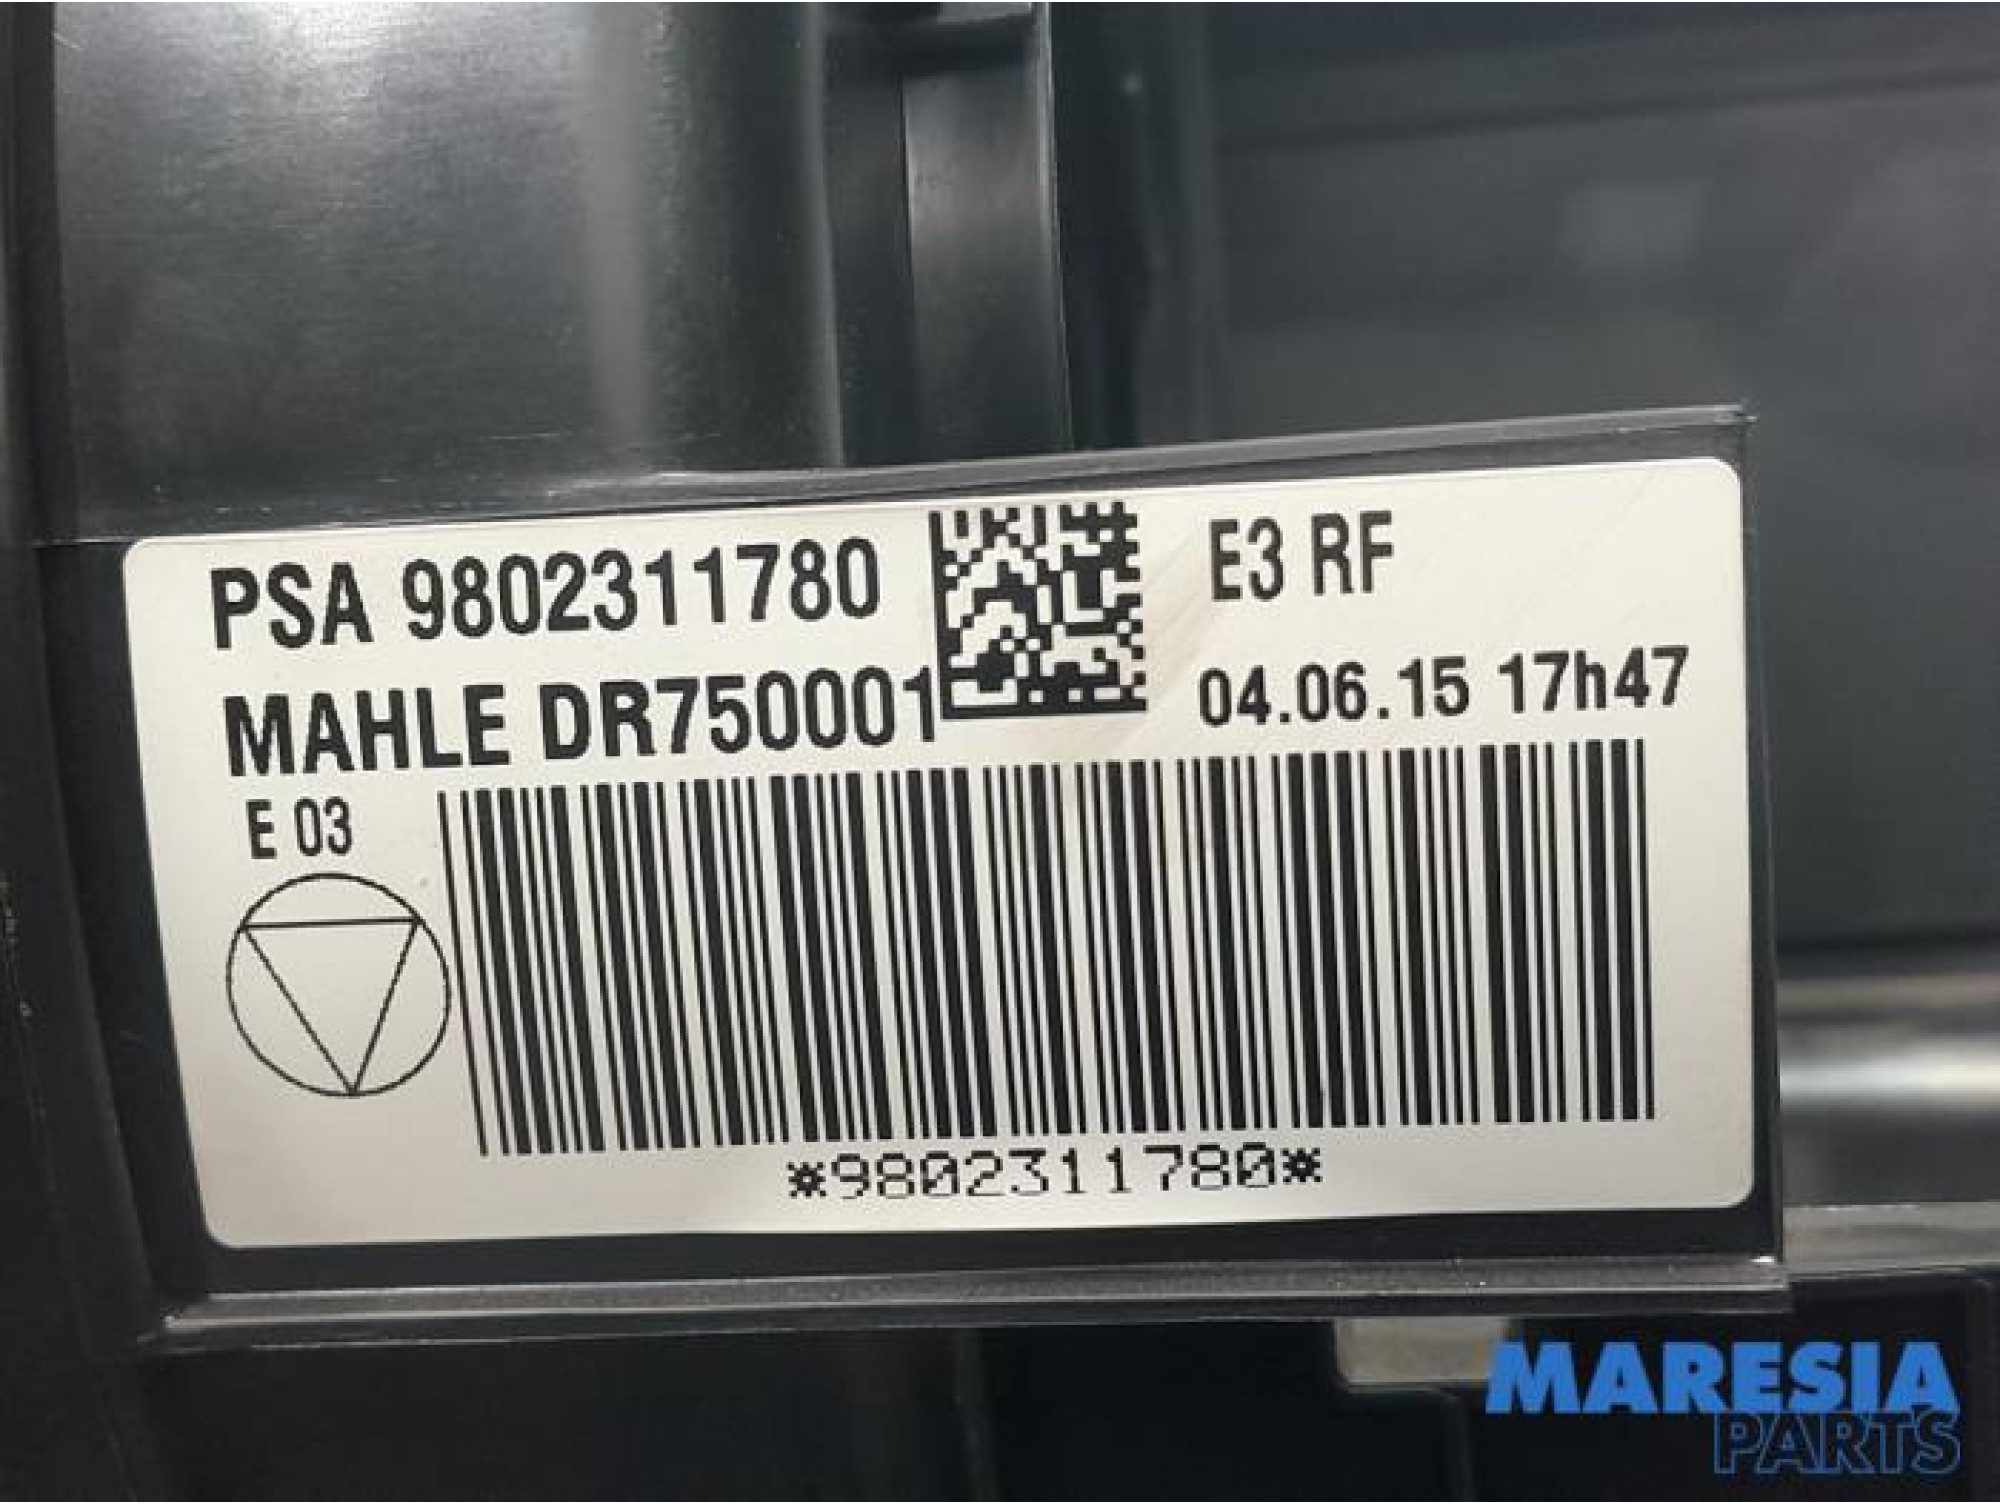 PSA 9802311780
E3 RF
MAHLE DR750001
04.06.15 17h47
E 03
*9802311780*
MARESIA
PARTS